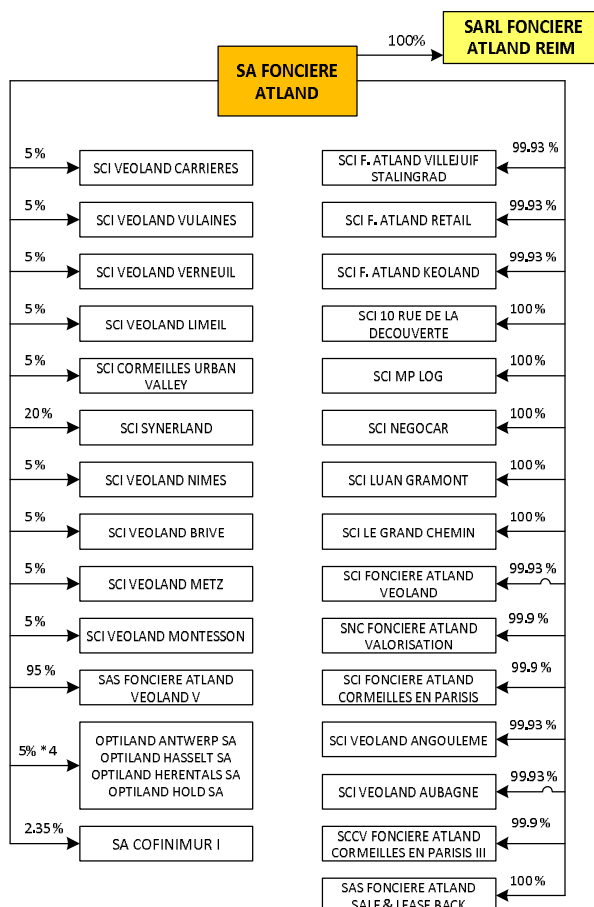 SARL FONCIERE
ATLAND REIM
100%
SA FONCIERE
ATLAND
5%
SCI VEOLAND CARRIERES
5%
SCI VEOLAND VULAINES
5%
SCI VEOLAND VERNEUIL
5%
SCI VEOLAND LIMEIL
5%
SCI CORMEILLES URBAN
VALLEY
20%
SCI SYNERLAND
5%
SCI VEOLAND NIMES
5%
SCI VEOLAND BRIVE
5%
SCI VEOLAND METZ
5%
SCI VEOLAND MONTESSON
95%
SAS FONCIERE ATLAND
VEOLAND V
5% *4
OPTILAND ANTWERP SA
OPTILAND HASSELT SA
OPTILAND HERENTALS SA
OPTILAND HOLD SA
2.35%
SA COFINIMUR I
99.93 %
SCI F. ATLAND VILLEJUIF
STALINGRAD
99.93 %
SCI F. ATLAND RETAIL
99.93 %
SCI F. ATLAND KEOLAND
100%
SCI 10 RUE DE LA
DECOUVERTE
100%
SCI MP LOG
100%
SCI NEGOCAR
100%
SCI LUAN GRAMONT
100%
SCI LE GRAND CHEMIN
99.93%
SCI FONCIERE ATLAND
VEOLAND
99.9 %
SNC FONCIERE ATLAND
VALORISATION
99.9 %
SCI FONCIERE ATLAND
CORMEILLES EN PARISIS
99.93%
SCI VEOLAND ANGOULEME
99.93%
SCI VEOLAND AUBAGNE
99.9%
SCCV FONCIERE ATLAND
CORMEILLES EN PARISIS III
100%
SAS FONCIERE ATLAND
SALE & LEASE BACK